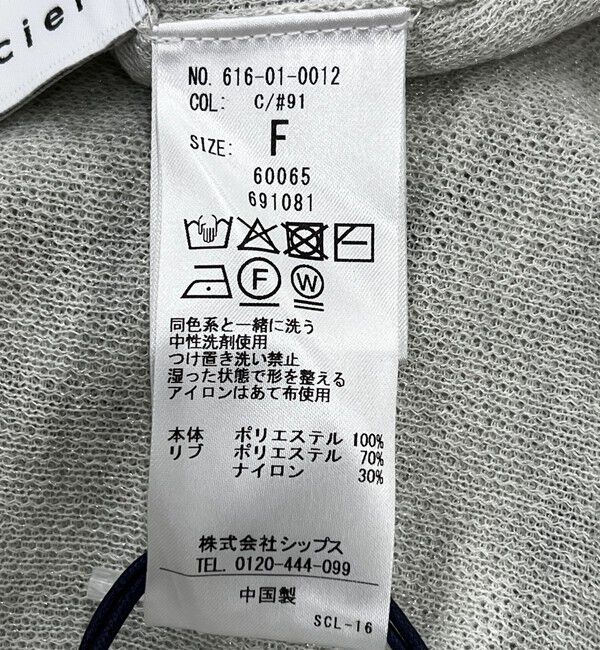 ciel
NO. 616-01-0012
COL: C/#91
SIZE: F
60065
691081
F W
同色系と一緒に洗う
中性洗剤使用
つけ置き洗い禁止
湿った状態で形を整える
アイロンはあて布使用
本体 ポリエステル 100%
リブ ポリエステル 70%
ナイロン 30%
株式会社シップス
TEL. 0120-444-099
中国製
SCL-16